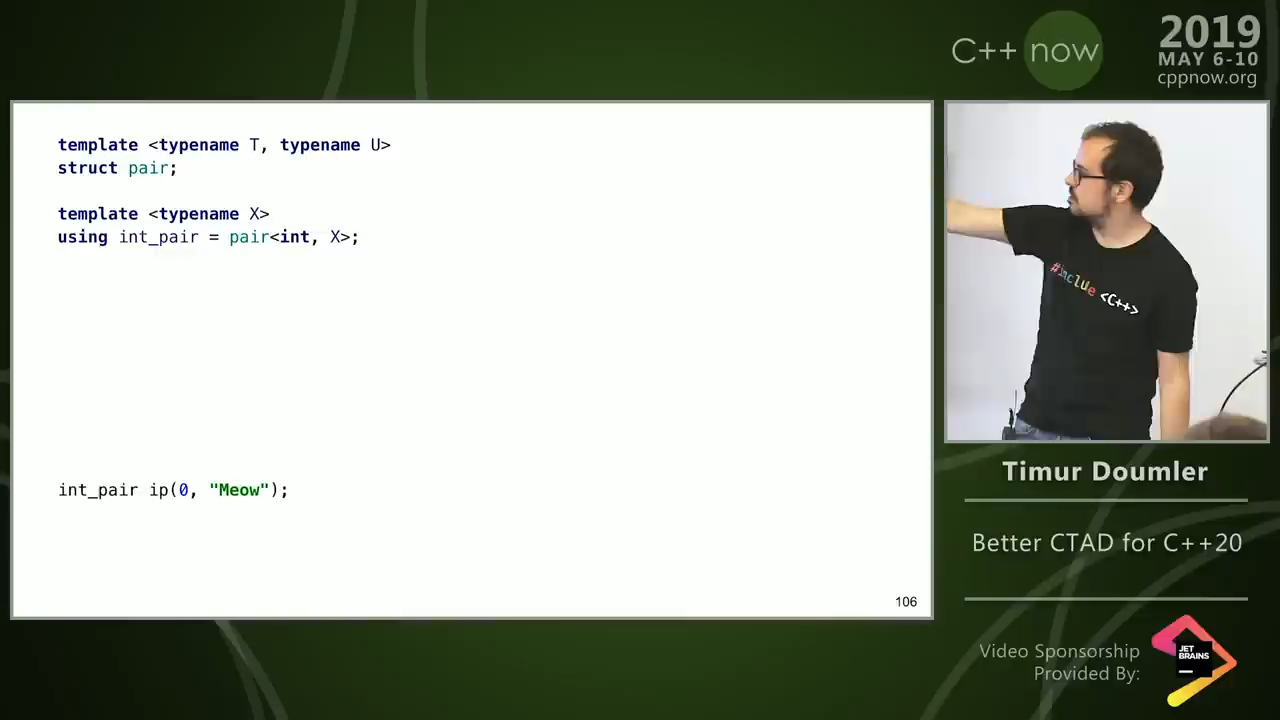 C++ now
2019
MAY 6-10
cppnow.org
template <typename T, typename U>
struct pair;
template <typename X>
using int_pair = pair<int, X>;
int_pair ip(0, "Meow");
106
#include <C++>
Timur Doumler
Better CTAD for C++20
Video Sponsorship
Provided By:
JET
BRAINS